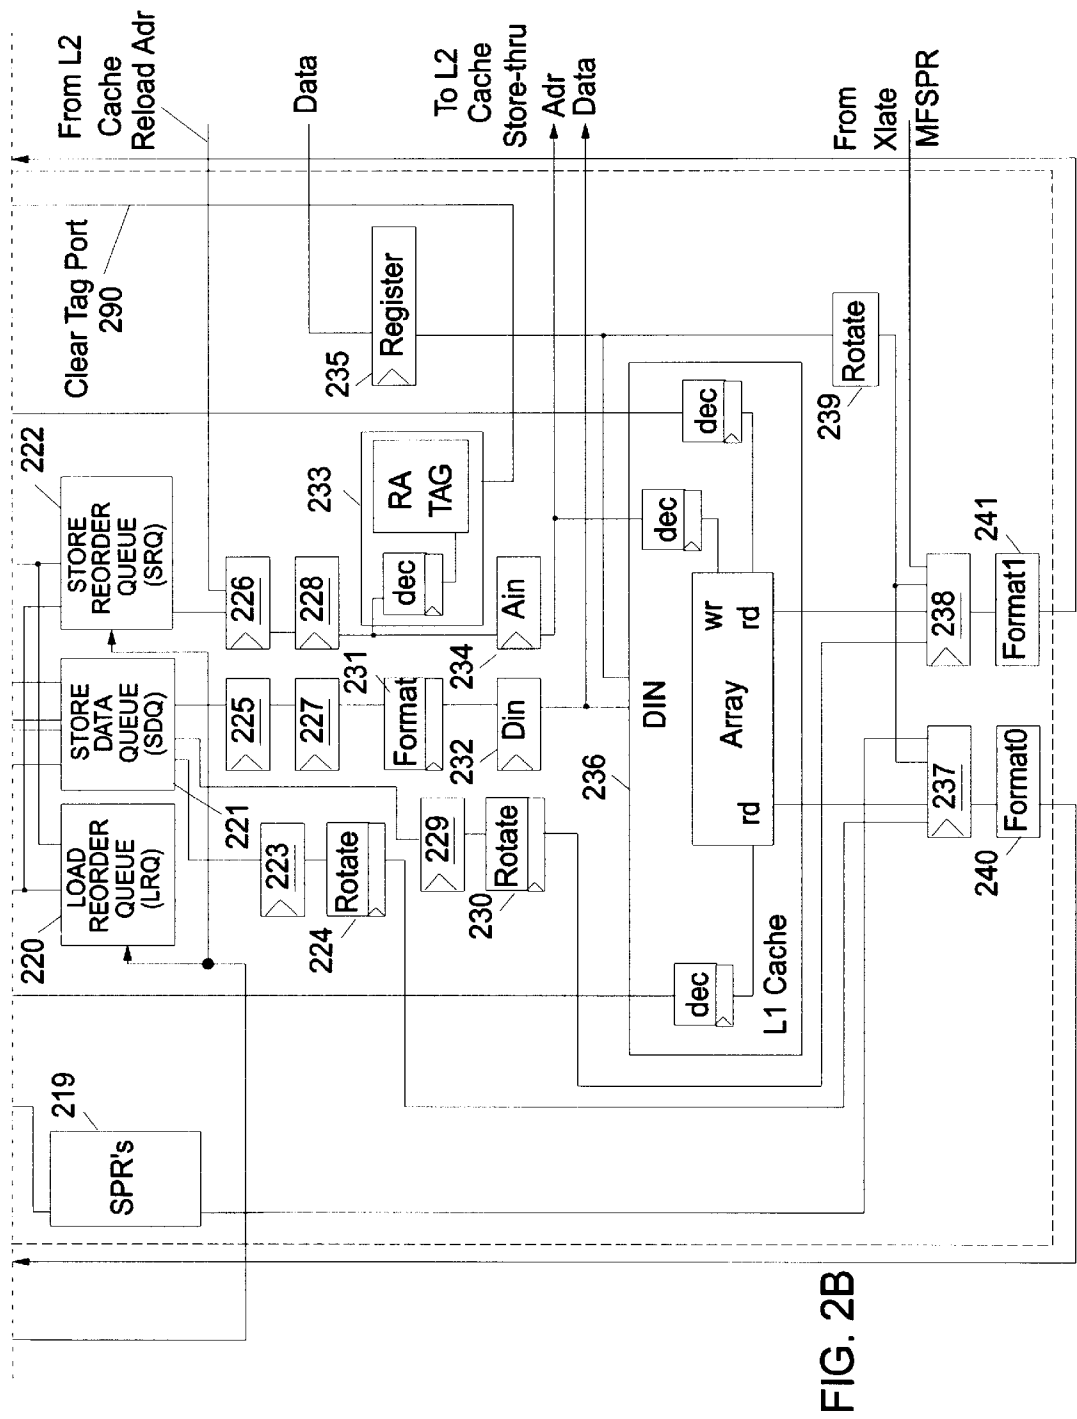 From L2
Cache
Reload Adr
Data
To L2
Cache
Store-thru
Adr
Data
From
Xlate
MFSPR
Clear Tag Port
290
222
STORE
REORDER
QUEUE
(SRQ)
STORE
DATA
QUEUE
(SDQ)
221
LOAD
REORDER
QUEUE
(LRQ)
220
219
SPR's
226
228
225
227
223
Rotate
224
229
Rotate
230
231
Format
232
Din
234
Ain
233
RA
TAG
dec
235
Register
236
DIN
dec
dec
dec
wr
rd
Array
rd
L1 Cache
239
Rotate
238
241
Format1
237
240
Format0
FIG. 2B